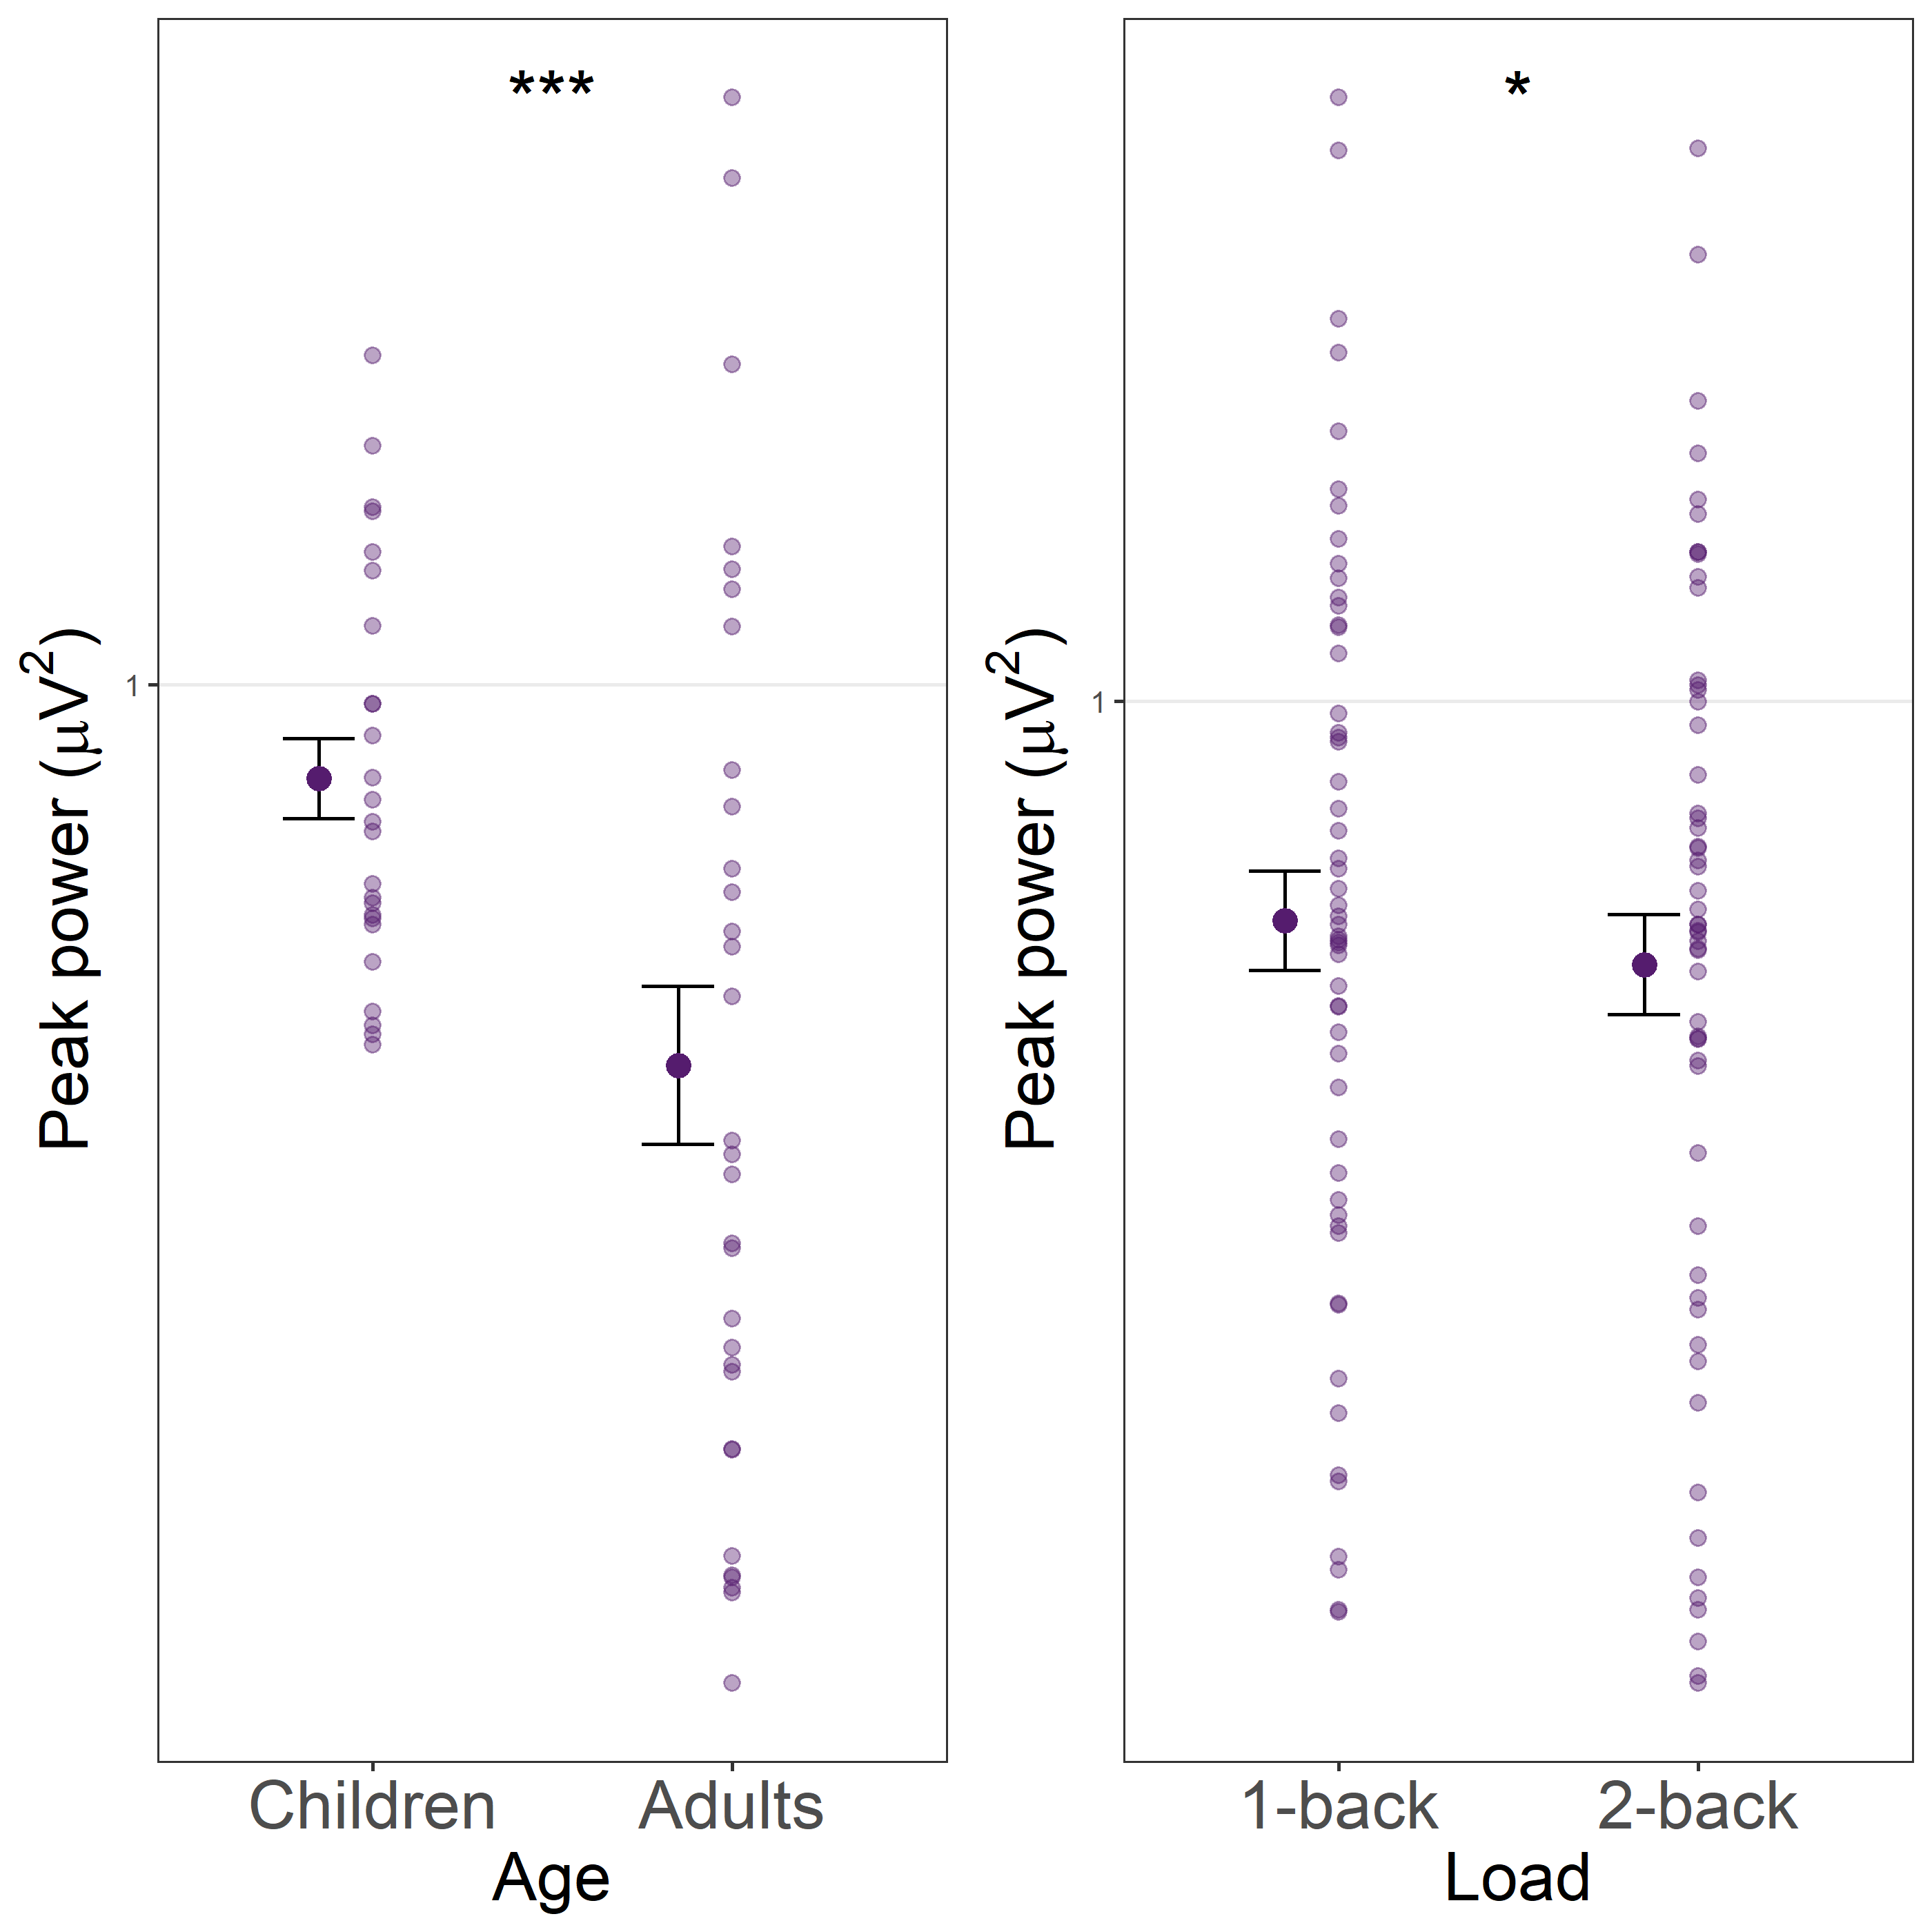 ***
Peak power (μV²)
1
Children
Adults
Age
*
Peak power (μV²)
1
1-back
2-back
Load